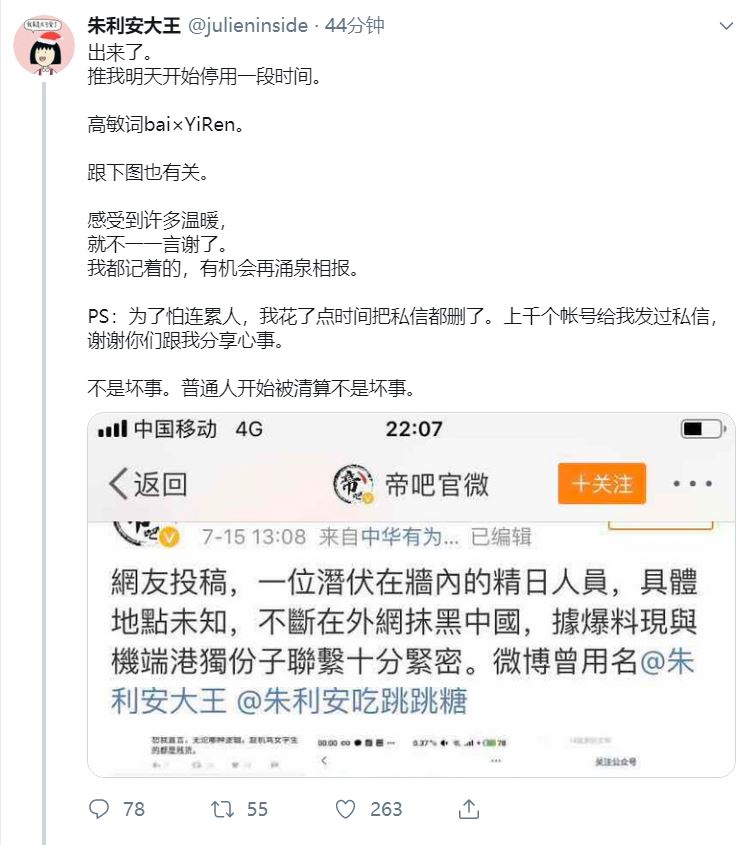 朱利安大王 @julieninside · 44分钟
出来了。
推我明天开始停用一段时间。
高敏词bai×YiRen。
跟下图也有关。
感受到许多温暖，
就不一一言谢了。
我都记着的，有机会再涌泉相报。
PS：为了怕连累人，我花了点时间把私信都删了。上千个帐号给我发过私信，
谢谢你们跟我分享心事。
不是坏事。普通人开始被清算不是坏事。
中国移动 4G 22:07
返回 帝吧官微 十关注
7-15 13:08 来自中华有为... 已编辑
網友投稿，一位潛伏在牆內的精日人員，具體
地點未知，不斷在外網抹黑中國，據爆料現與
機端港獨份子聯繫十分緊密。微博曾用名@朱
利安大王 @朱利安吃跳跳糖
的都是贱货。
关注公众号
78 55 263